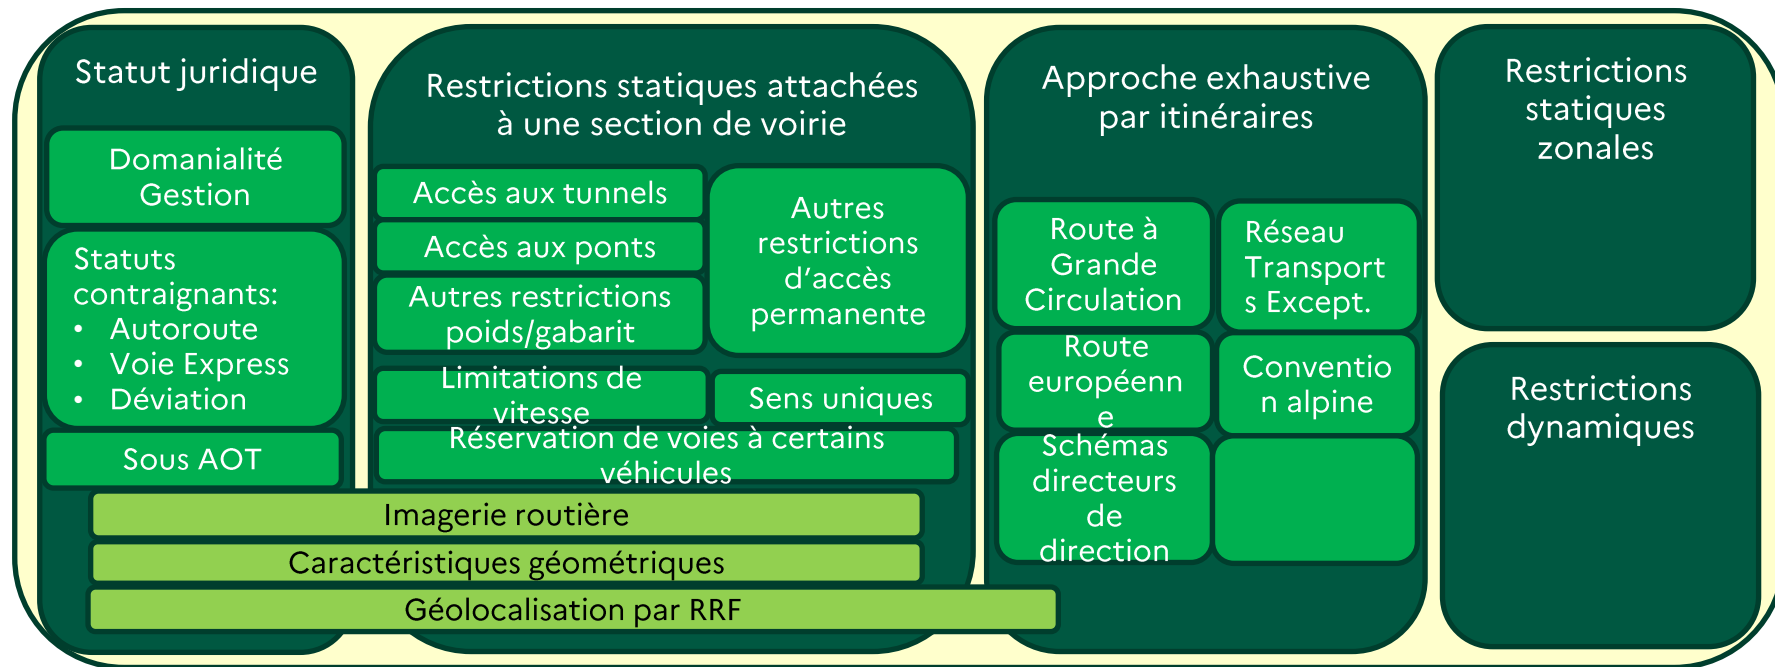 Statut juridique
Domanialité
Gestion
Statuts
contraignants:
• Autoroute
• Voie Express
• Déviation
Sous AOT
Restrictions statiques attachées
à une section de voirie
Accès aux tunnels
Accès aux ponts
Autres restrictions
poids/gabarit
Autres
restrictions
d’accès
permanente
Limitations de
vitesse
Sens uniques
Réservation de voies à certains
véhicules
Imagerie routière
Caractéristiques géométriques
Géolocalisation par RRF
Approche exhaustive
par itinéraires
Route à
Grande
Circulation
Réseau
Transport
s Except.
Route
européenn
e
Conventio
n alpine
Schémas
directeurs
de
direction
Restrictions
statiques
zonales
Restrictions
dynamiques